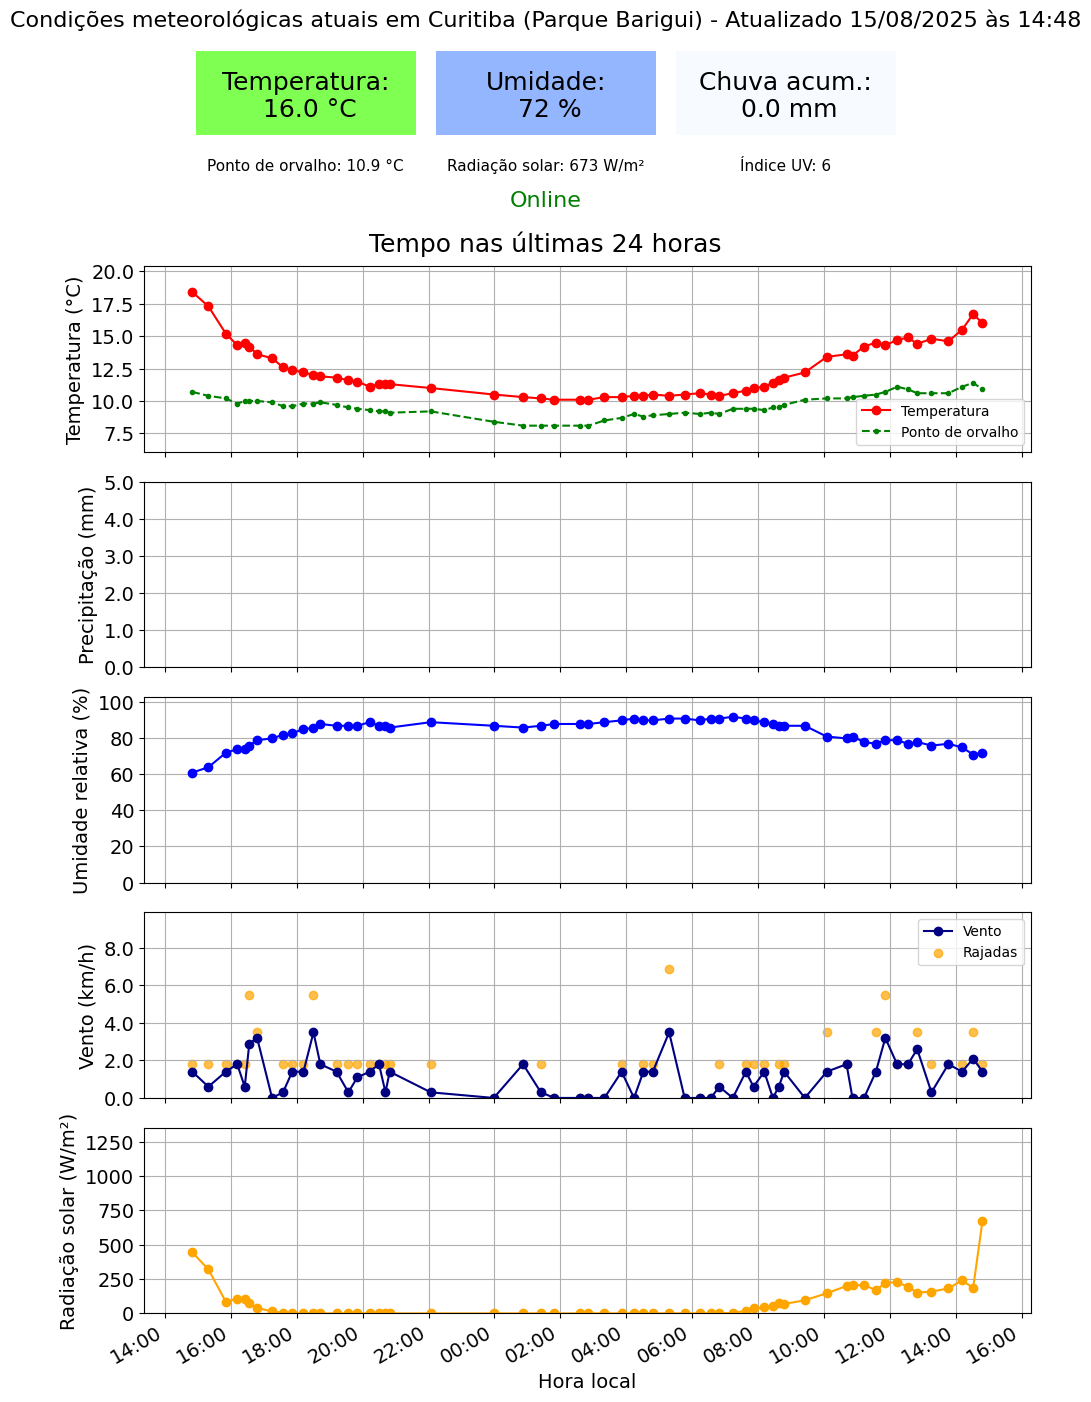 Condições meteorológicas atuais em Curitiba (Parque Barigui) - Atualizado 15/08/2025 às 14:48
Temperatura:
16.0 °C
Umidade:
72 %
Chuva acum.:
0.0 mm
Ponto de orvalho: 10.9 °C
Radiação solar: 673 W/m²
Índice UV: 6
Online
Tempo nas últimas 24 horas
Temperatura (°C)
20.0
17.5
15.0
12.5
10.0
7.5
Temperatura
Ponto de orvalho
Precipitação (mm)
5.0
4.0
3.0
2.0
1.0
0.0
Umidade relativa (%)
100
80
60
40
20
0
Vento (km/h)
8.0
6.0
4.0
2.0
0.0
Vento
Rajadas
Radiação solar (W/m²)
1250
1000
750
500
250
0
14:00
16:00
18:00
20:00
22:00
00:00
02:00
04:00
06:00
08:00
10:00
12:00
14:00
16:00
Hora local